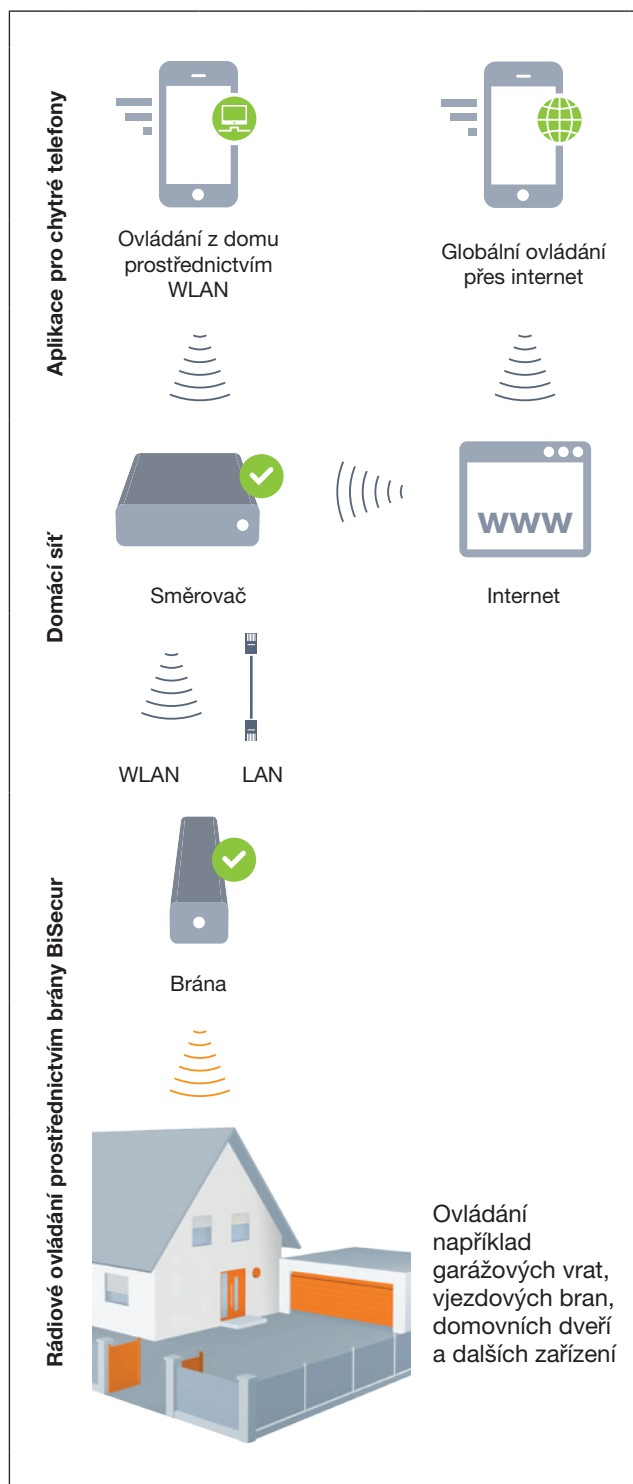 Aplikace pro chytré telefony
Ovládání z domu
prostřednictvím
WLAN
Globální ovládání
přes internet
Domácí síť
www
Směrovač
Internet
WLAN
LAN
Rádiové ovládání prostřednictvím brány BiSecur
Brána
Ovládání
například
garážových vrat,
vjezdových bran,
domovních dveří
a dalších zařízení